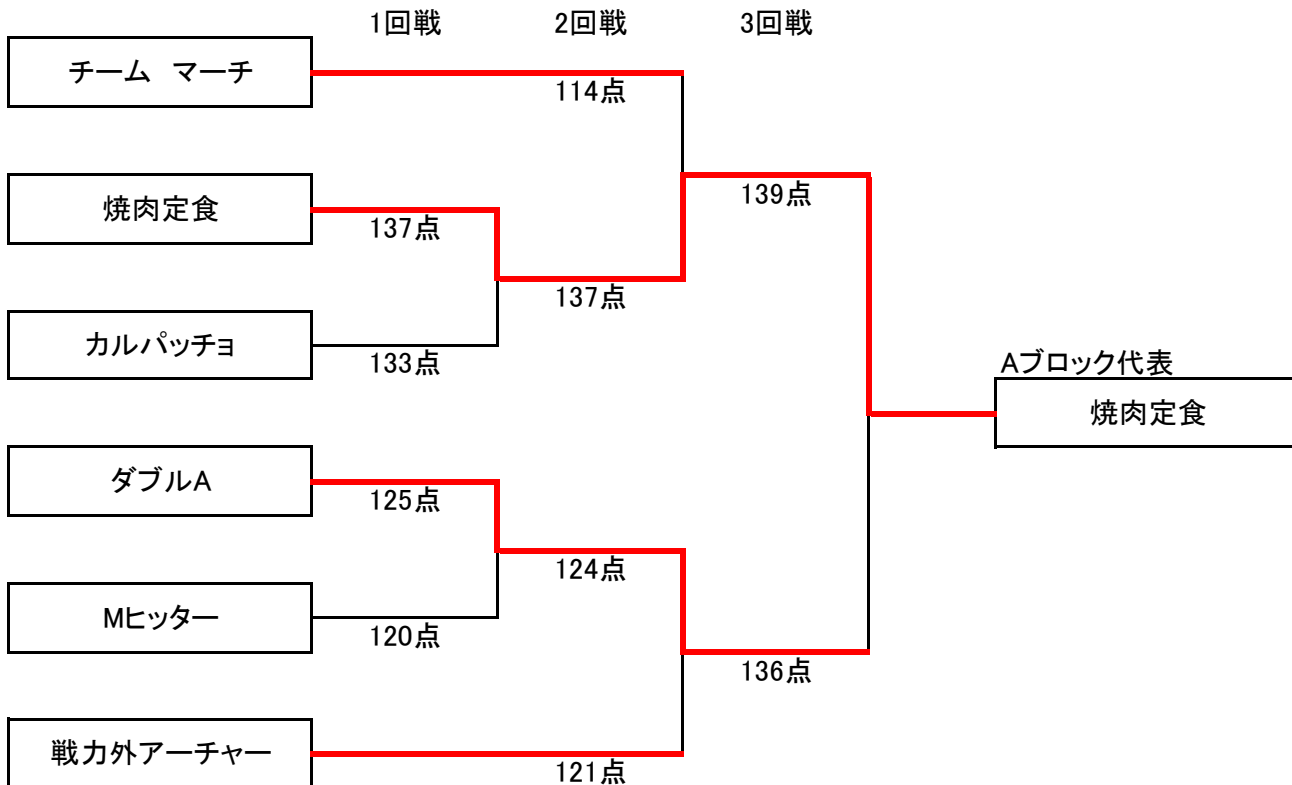 1回戦 2回戦 3回戦
チーム マーチ
114点
焼肉定食
139点
137点
137点
カルパッチョ
133点
Aブロック代表
焼肉定食
ダブルA
125点
124点
Mヒッター
120点
136点
戦力外アーチャー
121点